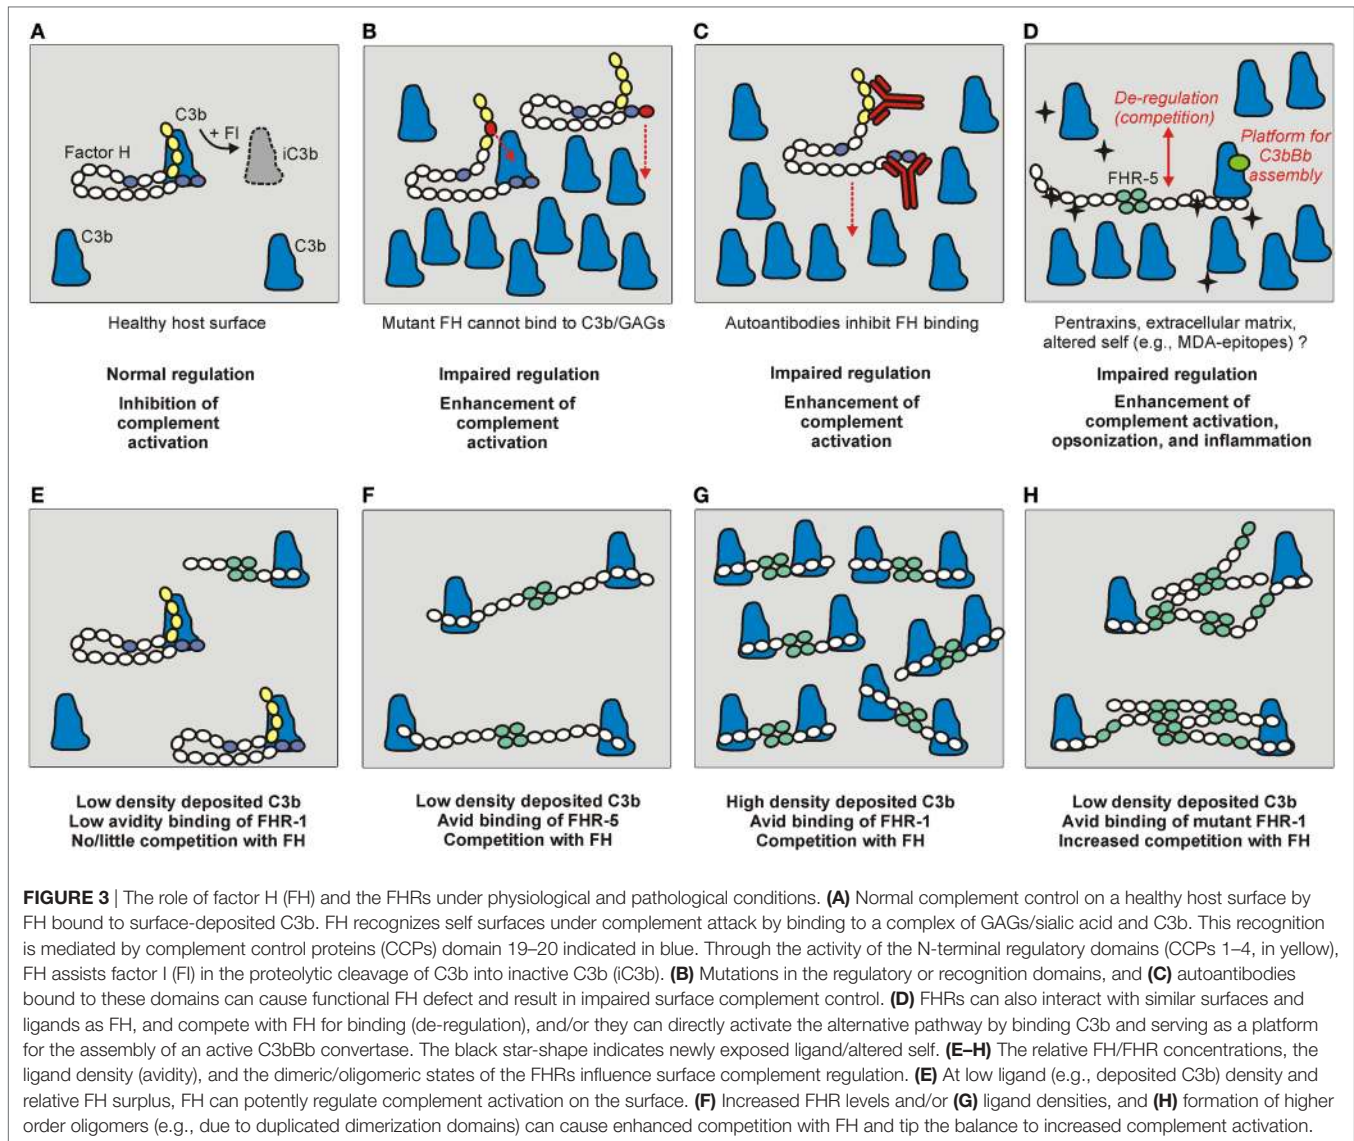 A
B
C
D
C3b
+ FI
Factor H
iC3b
C3b
C3b
De-regulation
(competition)
Platform for
C3bBb
assembly
FHR-5
Healthy host surface
Mutant FH cannot bind to C3b/GAGs
Autoantibodies inhibit FH binding
Pentraxins, extracellular matrix,
altered self (e.g., MDA-epitopes) ?
Normal regulation
Inhibition of
complement
activation
Impaired regulation
Enhancement of
complement
activation
Impaired regulation
Enhancement of
complement
activation
Impaired regulation
Enhancement of
complement activation,
opsonization, and inflammation
E
F
G
H
Low density deposited C3b
Low avidity binding of FHR-1
No/little competition with FH
Low density deposited C3b
Avid binding of FHR-5
Competition with FH
High density deposited C3b
Avid binding of FHR-1
Competition with FH
Low density deposited C3b
Avid binding of mutant FHR-1
Increased competition with FH
FIGURE 3 | The role of factor H (FH) and the FHRs under physiological and pathological conditions. (A) Normal complement control on a healthy host surface by
FH bound to surface-deposited C3b. FH recognizes self surfaces under complement attack by binding to a complex of GAGs/sialic acid and C3b. This recognition
is mediated by complement control proteins (CCPs) domain 19–20 indicated in blue. Through the activity of the N-terminal regulatory domains (CCPs 1–4, in yellow),
FH assists factor I (FI) in the proteolytic cleavage of C3b into inactive C3b (iC3b). (B) Mutations in the regulatory or recognition domains, and (C) autoantibodies
bound to these domains can cause functional FH defect and result in impaired surface complement control. (D) FHRs can also interact with similar surfaces and
ligands as FH, and compete with FH for binding (de-regulation), and/or they can directly activate the alternative pathway by binding C3b and serving as a platform
for the assembly of an active C3bBb convertase. The black star-shape indicates newly exposed ligand/altered self. (E–H) The relative FH/FHR concentrations, the
ligand density (avidity), and the dimeric/oligomeric states of the FHRs influence surface complement regulation. (E) At low ligand (e.g., deposited C3b) density and
relative FH surplus, FH can potently regulate complement activation on the surface. (F) Increased FHR levels and/or (G) ligand densities, and (H) formation of higher
order oligomers (e.g., due to duplicated dimerization domains) can cause enhanced competition with FH and tip the balance to increased complement activation.